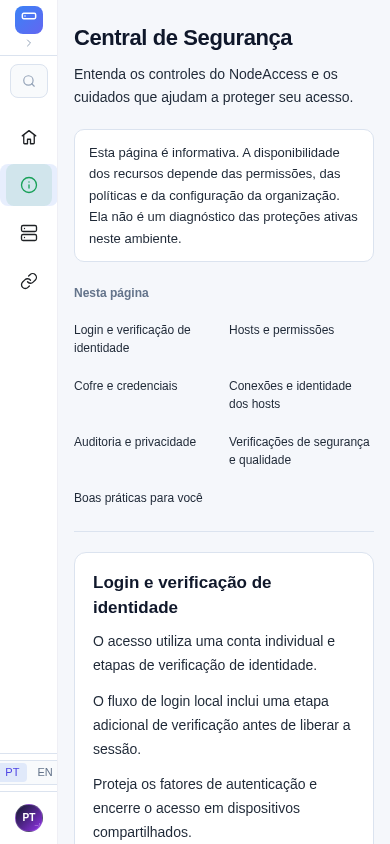 Central de Segurança
Entenda os controles do NodeAccess e os
cuidados que ajudam a proteger seu acesso.
Esta página é informativa. A disponibilidade
dos recursos depende das permissões, das
políticas e da configuração da organização.
Ela não é um diagnóstico das proteções ativas
neste ambiente.
Nesta página
Login e verificação de
identidade
Hosts e permissões
Cofre e credenciais
Conexões e identidade
dos hosts
Auditoria e privacidade
Verificações de segurança
e qualidade
Boas práticas para você
Login e verificação de
identidade
O acesso utiliza uma conta individual e
etapas de verificação de identidade.
O fluxo de login local inclui uma etapa
adicional de verificação antes de liberar a
sessão.
Proteja os fatores de autenticação e
encerre o acesso em dispositivos
compartilhados.
PT
EN
PT